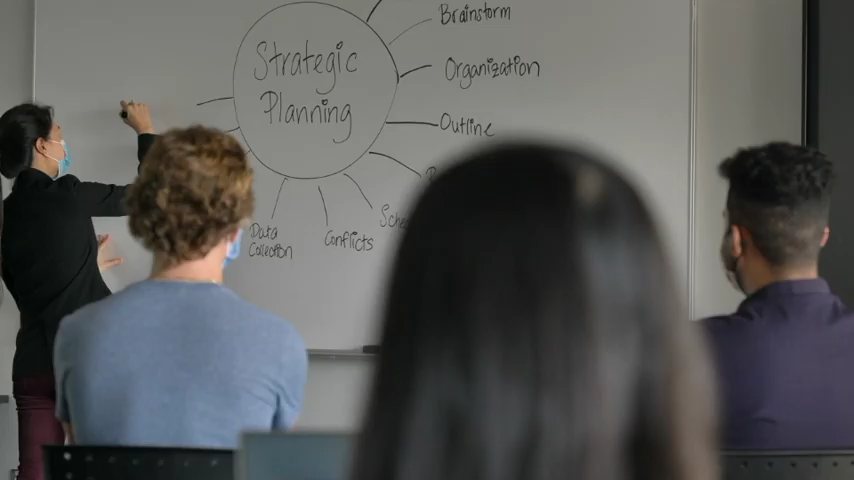 Strategic
Planning
Brainstorm
Organization
Outline
Data
Collection
Conflicts